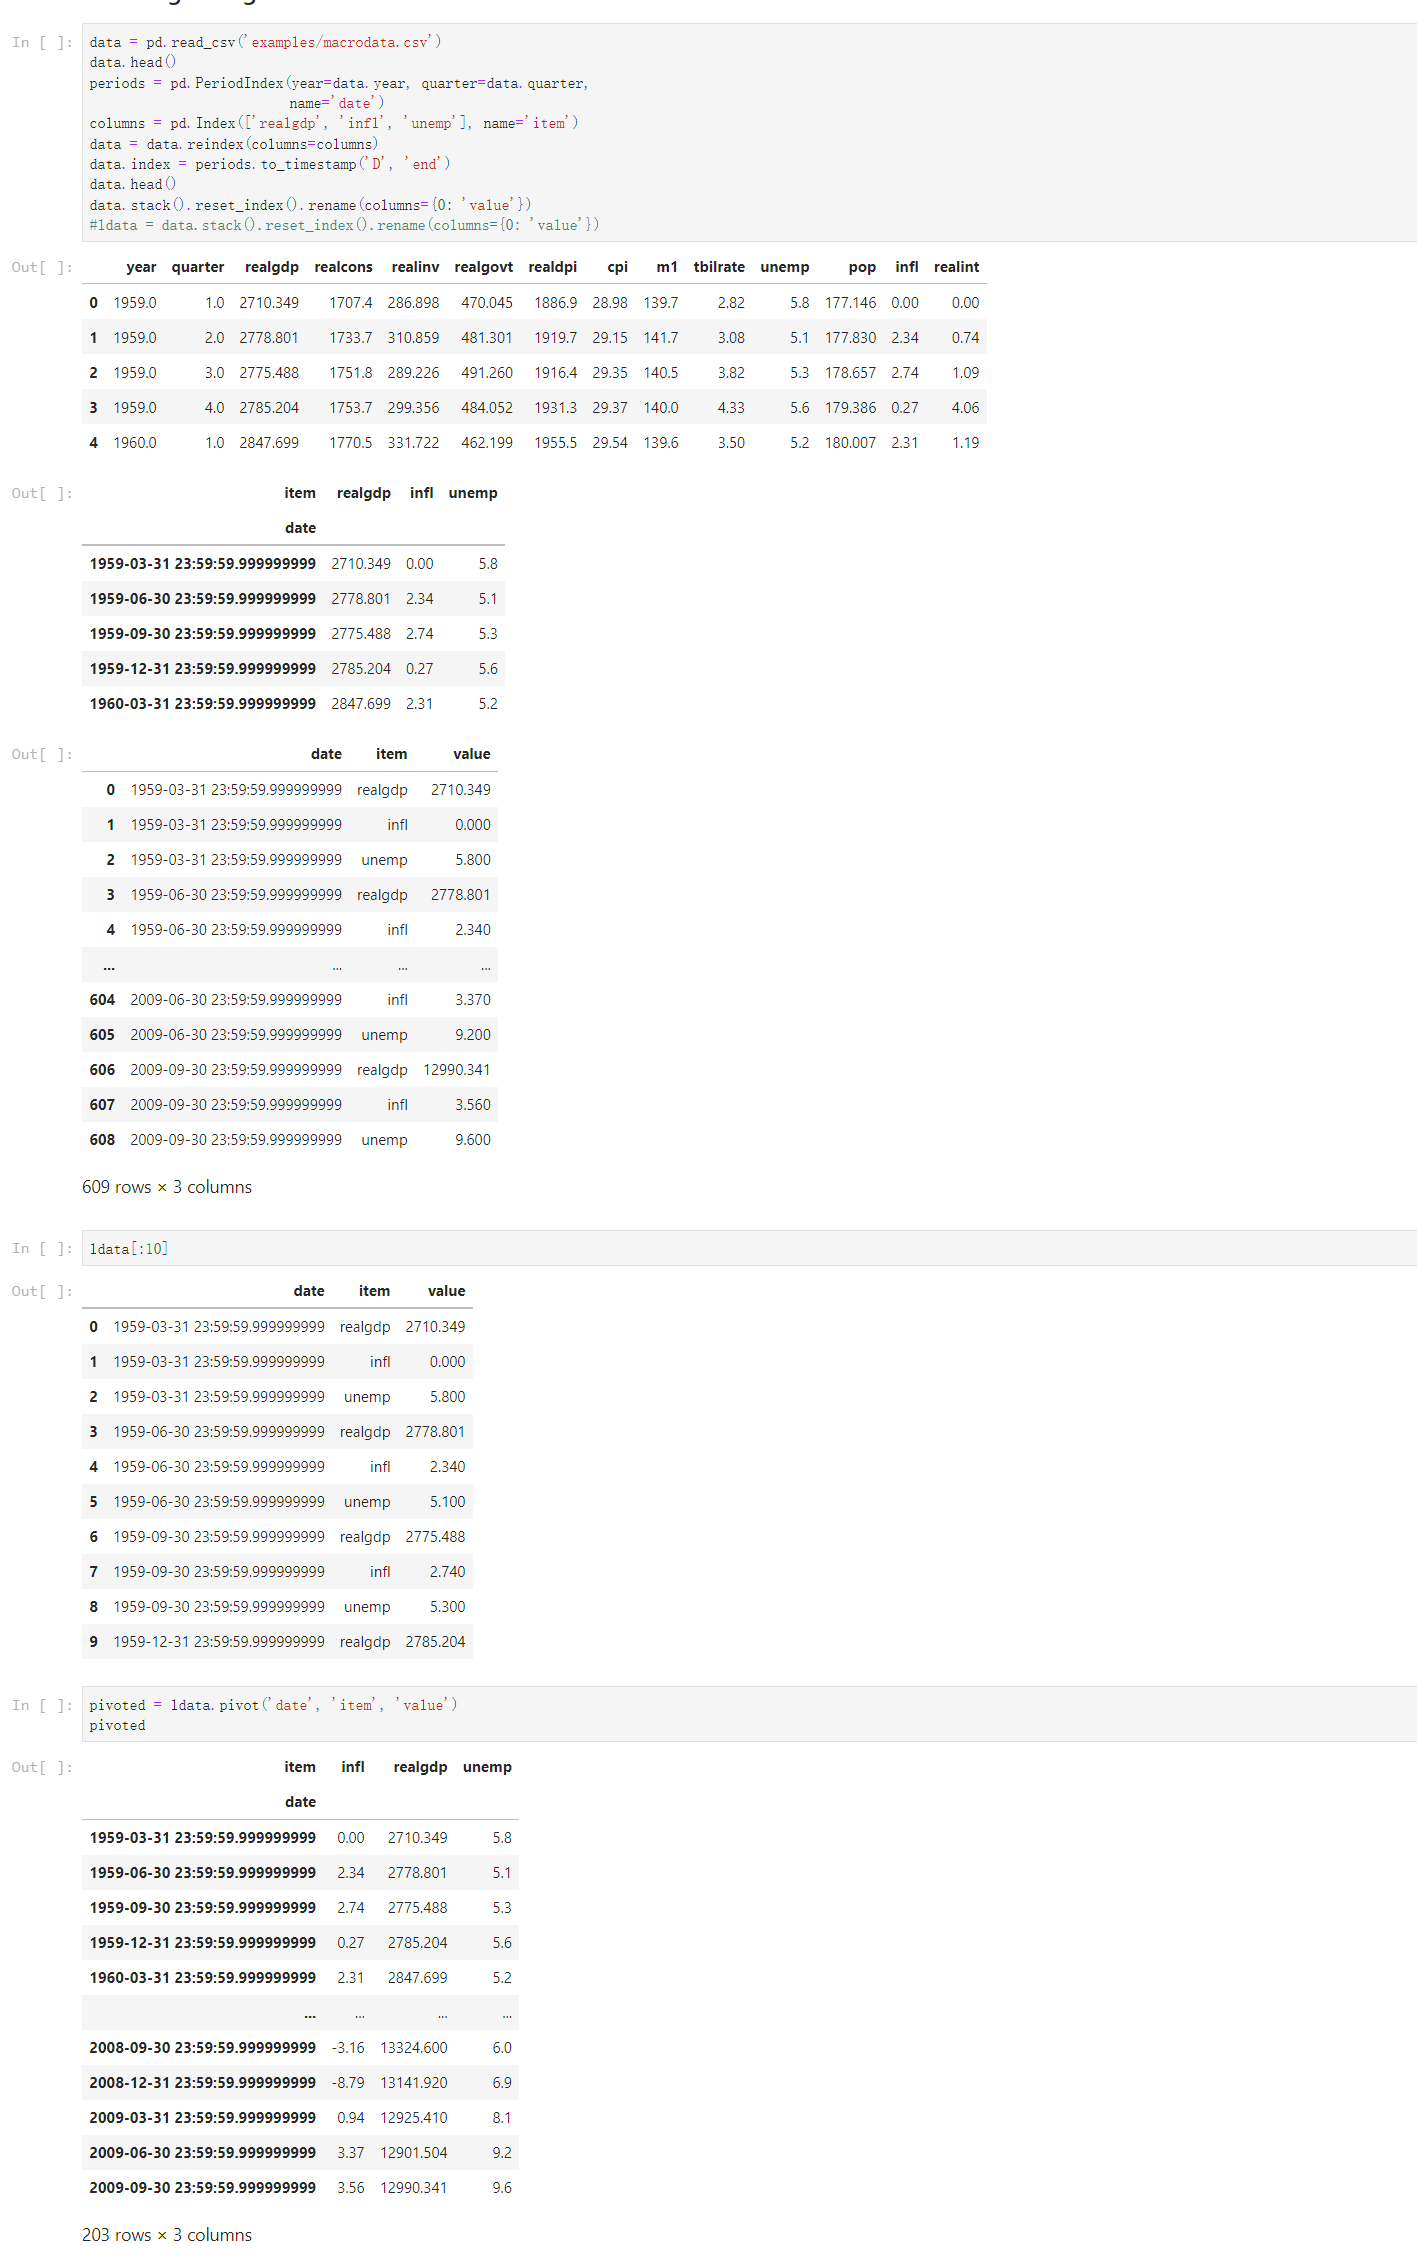 In [ ]:
data = pd.read_csv('examples/macrodata.csv')
data.head()
periods = pd.PeriodIndex(year=data.year, quarter=data.quarter,
name='date')
columns = pd.Index(['realgdp', 'infl', 'unemp'], name='item')
data = data.reindex(columns=columns)
data.index = periods.to_timestamp('D', 'end')
data.head()
data.stack().reset_index().rename(columns={0: 'value'})
#ldata = data.stack().reset_index().rename(columns={0: 'value'})
Out[ ]:
year quarter realgdp realcons realinv realgovt realdpi cpi m1 tbilrate unemp pop infl realint
0 1959.0 1.0 2710.349 1707.4 286.898 470.045 1886.9 28.98 139.7 2.82 5.8 177.146 0.00 0.00
1 1959.0 2.0 2778.801 1733.7 310.859 481.301 1919.7 29.15 141.7 3.08 5.1 177.830 2.34 0.74
2 1959.0 3.0 2775.488 1751.8 289.226 491.260 1916.4 29.35 140.5 3.82 5.3 178.657 2.74 1.09
3 1959.0 4.0 2785.204 1753.7 299.356 484.052 1931.3 29.37 140.0 4.33 5.6 179.386 0.27 4.06
4 1960.0 1.0 2847.699 1770.5 331.722 462.199 1955.5 29.54 139.6 3.50 5.2 180.007 2.31 1.19
Out[ ]:
item realgdp infl unemp
date
1959-03-31 23:59:59.999999999 2710.349 0.00 5.8
1959-06-30 23:59:59.999999999 2778.801 2.34 5.1
1959-09-30 23:59:59.999999999 2775.488 2.74 5.3
1959-12-31 23:59:59.999999999 2785.204 0.27 5.6
1960-03-31 23:59:59.999999999 2847.699 2.31 5.2
Out[ ]:
date item value
0 1959-03-31 23:59:59.999999999 realgdp 2710.349
1 1959-03-31 23:59:59.999999999 infl 0.000
2 1959-03-31 23:59:59.999999999 unemp 5.800
3 1959-06-30 23:59:59.999999999 realgdp 2778.801
4 1959-06-30 23:59:59.999999999 infl 2.340
... ... ... ...
604 2009-06-30 23:59:59.999999999 infl 3.370
605 2009-06-30 23:59:59.999999999 unemp 9.200
606 2009-09-30 23:59:59.999999999 realgdp 12990.341
607 2009-09-30 23:59:59.999999999 infl 3.560
608 2009-09-30 23:59:59.999999999 unemp 9.600
609 rows × 3 columns
In [ ]:
ldata[:10]
Out[ ]:
date item value
0 1959-03-31 23:59:59.999999999 realgdp 2710.349
1 1959-03-31 23:59:59.999999999 infl 0.000
2 1959-03-31 23:59:59.999999999 unemp 5.800
3 1959-06-30 23:59:59.999999999 realgdp 2778.801
4 1959-06-30 23:59:59.999999999 infl 2.340
5 1959-06-30 23:59:59.999999999 unemp 5.100
6 1959-09-30 23:59:59.999999999 realgdp 2775.488
7 1959-09-30 23:59:59.999999999 infl 2.740
8 1959-09-30 23:59:59.999999999 unemp 5.300
9 1959-12-31 23:59:59.999999999 realgdp 2785.204
In [ ]:
pivoted = ldata.pivot('date', 'item', 'value')
pivoted
Out[ ]:
item infl realgdp unemp
date
1959-03-31 23:59:59.999999999 0.00 2710.349 5.8
1959-06-30 23:59:59.999999999 2.34 2778.801 5.1
1959-09-30 23:59:59.999999999 2.74 2775.488 5.3
1959-12-31 23:59:59.999999999 0.27 2785.204 5.6
1960-03-31 23:59:59.999999999 2.31 2847.699 5.2
... ... ... ...
2008-09-30 23:59:59.999999999 -3.16 13324.600 6.0
2008-12-31 23:59:59.999999999 -8.79 13141.920 6.9
2009-03-31 23:59:59.999999999 0.94 12925.410 8.1
2009-06-30 23:59:59.999999999 3.37 12901.504 9.2
2009-09-30 23:59:59.999999999 3.56 12990.341 9.6
203 rows × 3 columns